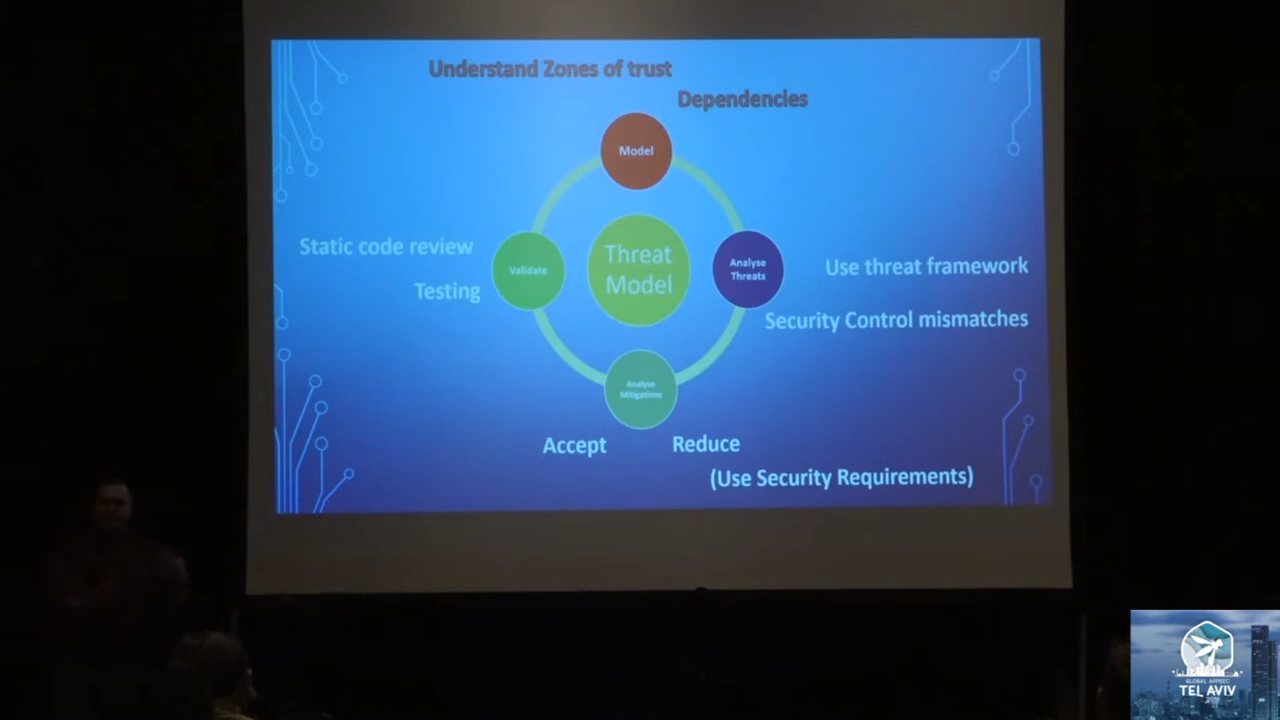 Understand Zones of trust
Dependencies
Model
Static code review
Testing
Validate
Threat
Model
Analyse
Threats
Use threat framework
Security Control mismatches
Analyse
Mitigations
Accept
Reduce
(Use Security Requirements)
GLOBAL APPSEC
TEL AVIV
2019